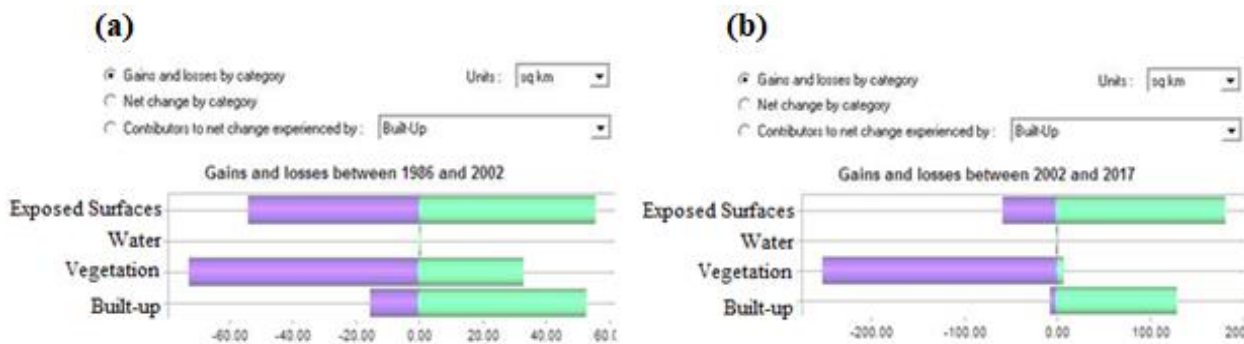 (a)
Gains and losses by category
Units : sq km
Net change by category
Contributors to net change experienced by : Built-Up
Gains and losses between 1986 and 2002
Exposed Surfaces
Water
Vegetation
Built-up
-60.00 -40.00 -20.00 0.00 20.00 40.00 60.0
(b)
Gains and losses by category
Units : sq km
Net change by category
Contributors to net change experienced by : Built-Up
Gains and losses between 2002 and 2017
Exposed Surfaces
Water
Vegetation
Built-up
-200.00 -100.00 0.00 100.00 200